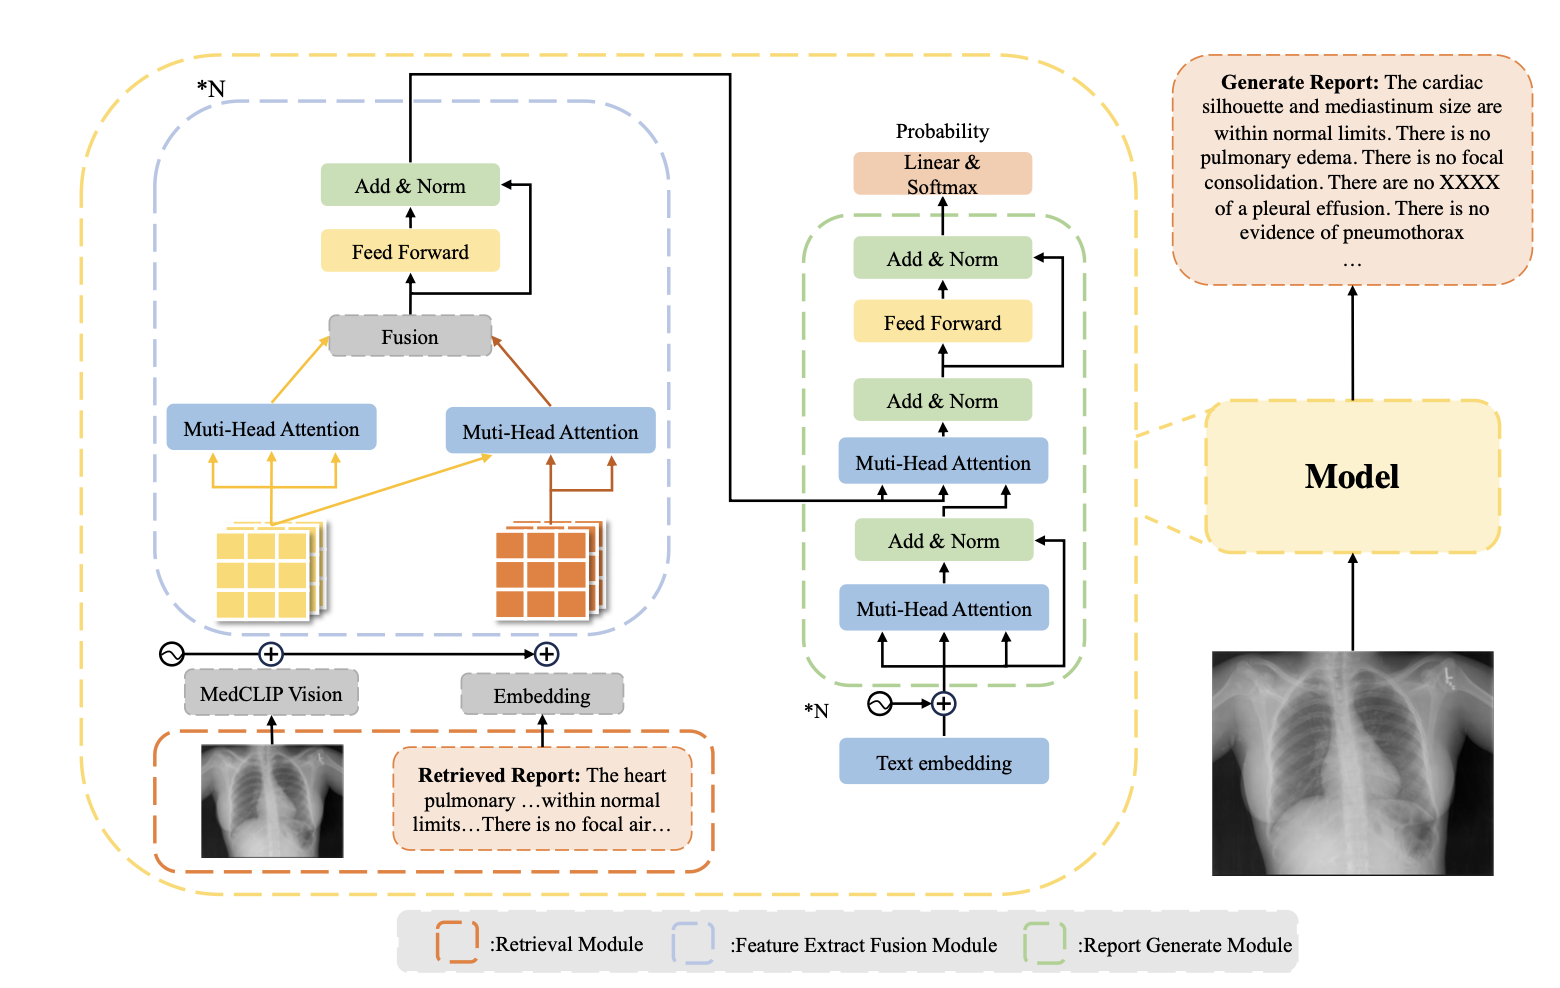 *N
Add & Norm
Feed Forward
Fusion
Muti-Head Attention
Muti-Head Attention
MedCLIP Vision
Embedding
Retrieved Report: The heart
pulmonary …within normal
limits…There is no focal air…
Probability
Linear &
Softmax
Add & Norm
Feed Forward
Add & Norm
Muti-Head Attention
Add & Norm
Muti-Head Attention
*N
Text embedding
Generate Report: The cardiac
silhouette and mediastinum size are
within normal limits. There is no
pulmonary edema. There is no focal
consolidation. There are no XXXX
of a pleural effusion. There is no
evidence of pneumothorax
…
Model
:Retrieval Module
:Feature Extract Fusion Module
:Report Generate Module